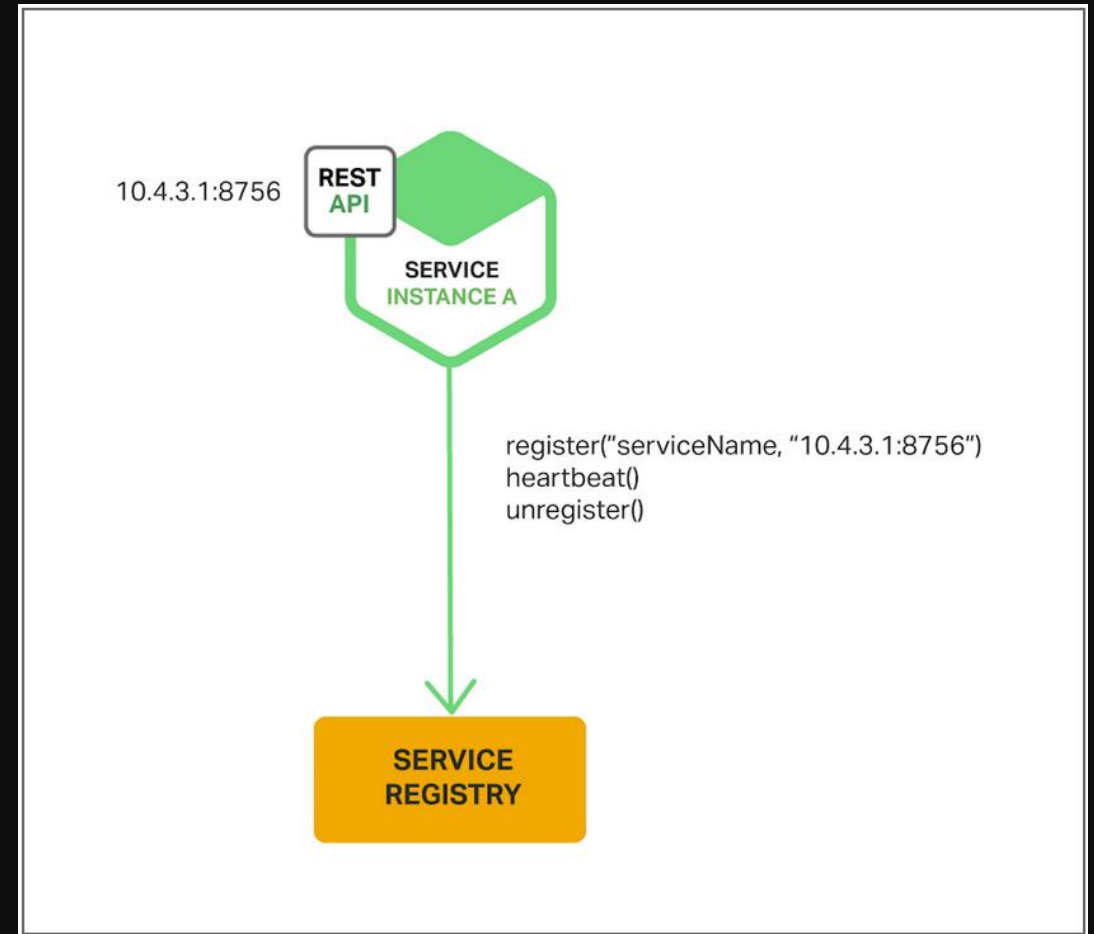 10.4.3.1:8756
REST
API
SERVICE
INSTANCE A
register(“serviceName, “10.4.3.1:8756”)
heartbeat()
unregister()
SERVICE
REGISTRY